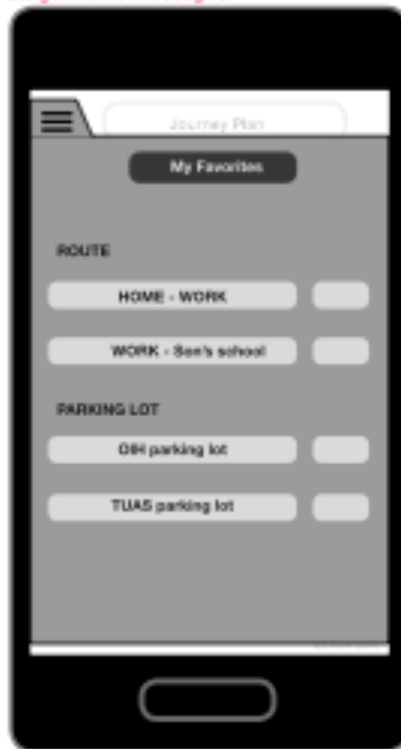 Journey Plan
My Favorites
ROUTE
HOME - WORK
WORK - Son's school
PARKING LOT
OIH parking lot
TUAS parking lot